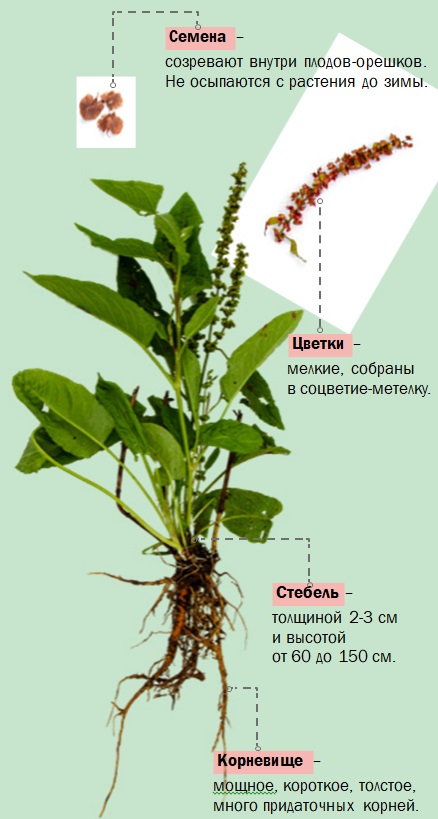 Семена –
созревают внутри плодов-орешков.
Не осыпаются с растения до зимы.
Цветки –
мелкие, собраны
в соцветие-метелку.
Стебель –
толщиной 2-3 см
и высотой
от 60 до 150 см.
Корневище –
мощное, короткое, толстое,
много придаточных корней.